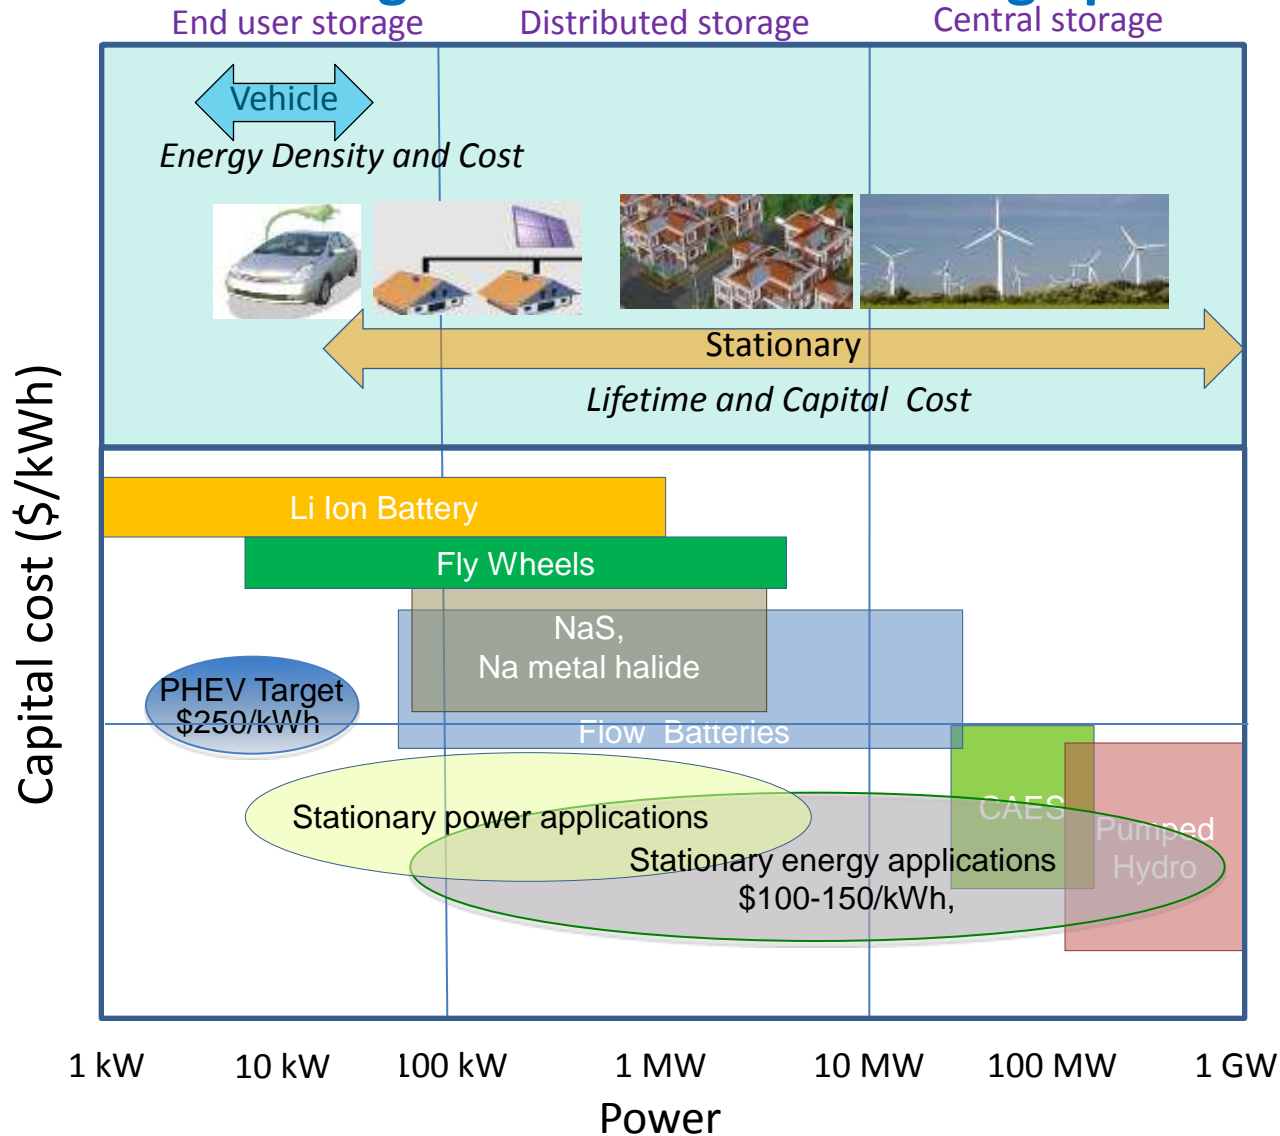 End user storage
Distributed storage
Central storage
Vehicle
Energy Density and Cost
Stationary
Lifetime and Capital Cost
Capital cost ($/kWh)
Li Ion Battery
Fly Wheels
NaS,
Na metal halide
PHEV Target
$250/kWh
Flow Batteries
Stationary power applications
CAES
Pumped
Hydro
Stationary energy applications
$100-150/kWh,
1 kW
10 kW
100 kW
1 MW
10 MW
100 MW
1 GW
Power